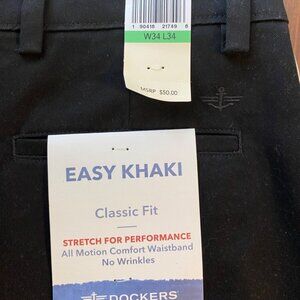 1 90416 21749 6
W34 L34
MSRP $50.00
EASY KHAKI
Classic Fit
STRETCH FOR PERFORMANCE
All Motion Comfort Waistband
No Wrinkles
DOCKERS